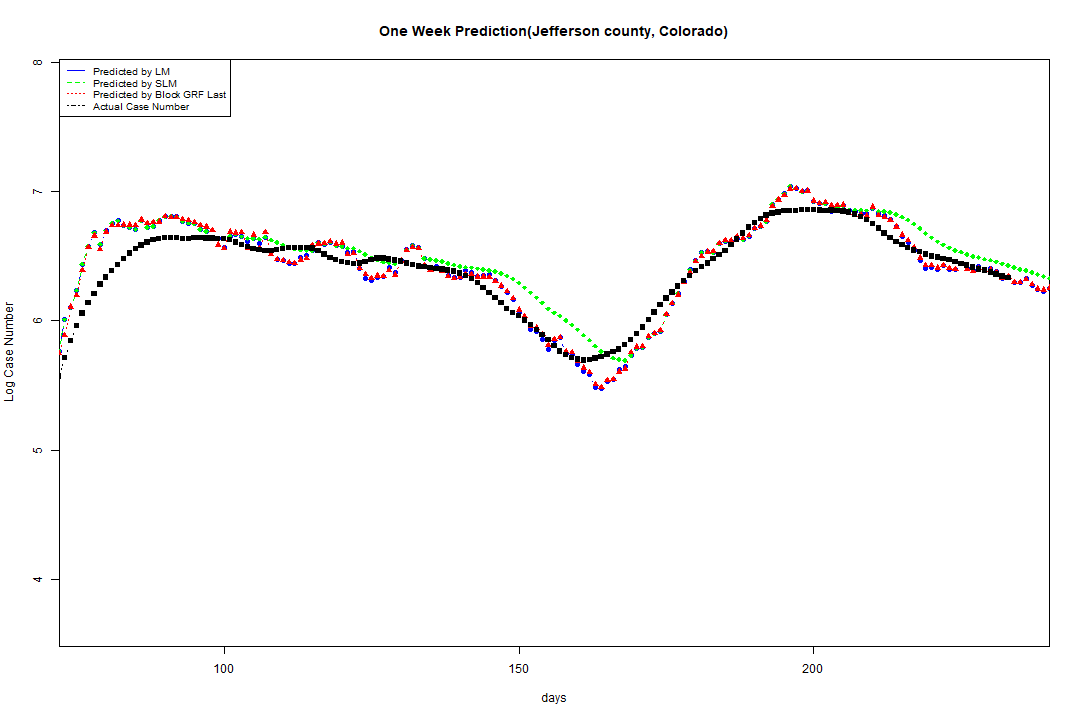 One Week Prediction(Jefferson county, Colorado)
Predicted by LM
Predicted by SLM
Predicted by Block GRF Last
Actual Case Number
8
7
6
5
4
Log Case Number
100
150
200
days